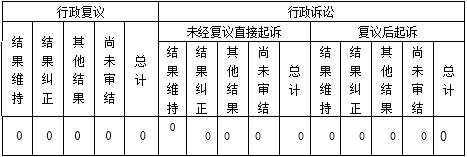 行政复议 行政诉讼
未经复议直接起诉 复议后起诉
结果维持 结果纠正 其他结果 尚未审结 总计 结果维持 结果纠正 其他结果 尚未审结 总计 结果维持 结果纠正 其他结果 尚未审结 总计
0 0 0 0 0 0 0 0 0 0 0 0 0 0 0